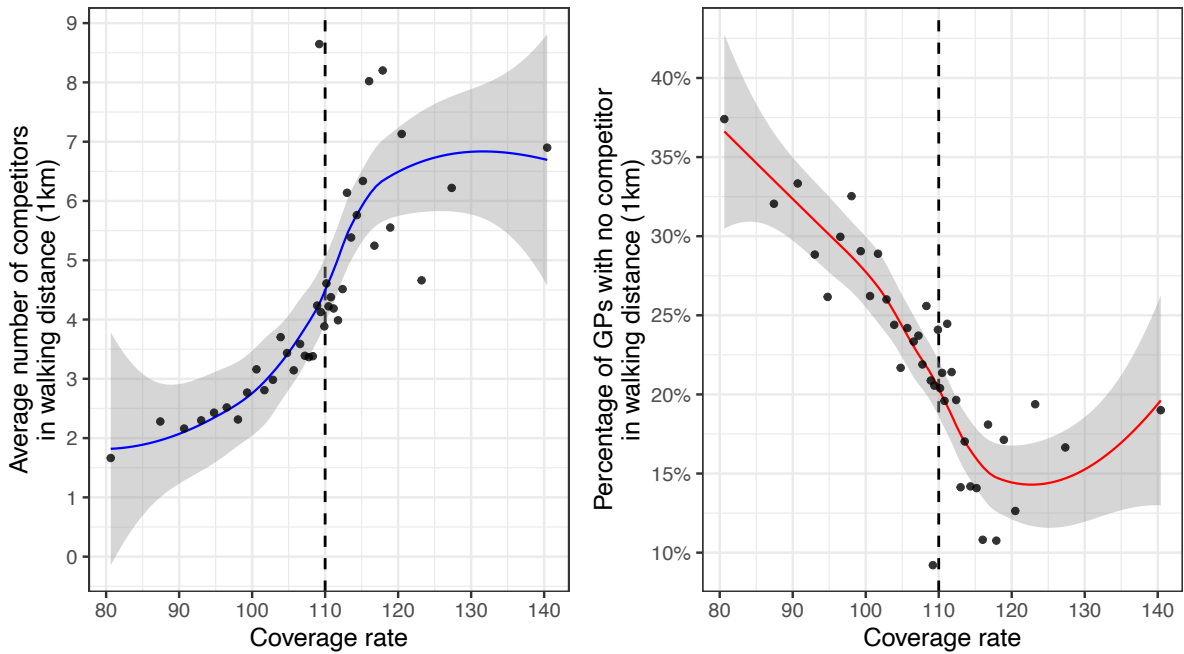 Average number of competitors
in walking distance (1km)
9
8
7
6
5
4
3
2
1
0
80 90 100 110 120 130 140
Coverage rate
Percentage of GPs with no competitor
in walking distance (1km)
40%
35%
30%
25%
20%
15%
10%
80 90 100 110 120 130 140
Coverage rate